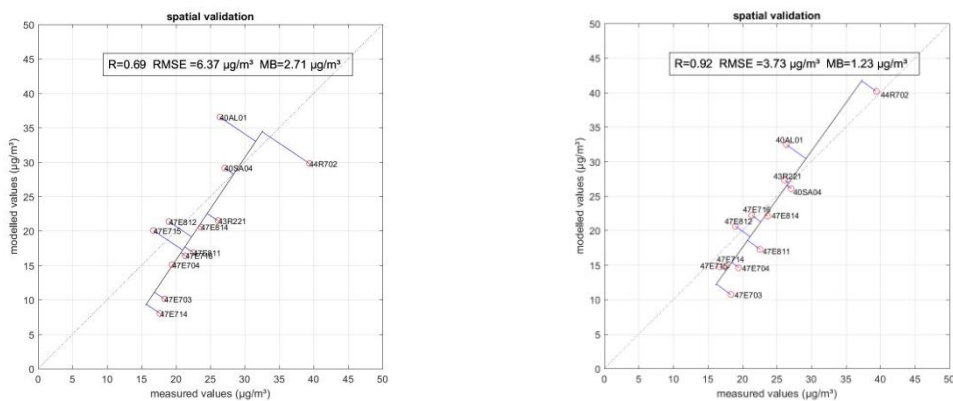 spatial validation
R=0.69 RMSE =6.37 µg/m³ MB=2.71 µg/m³
50
45
40
35
30
25
20
15
10
5
0
modelled values (µg/m³)
40AL01
44R702
40SA04
47E812
43R221
47E715
47E814
47E811
47E716
47E704
47E703
47E714
0 5 10 15 20 25 30 35 40 45 50
measured values (µg/m³)
spatial validation
R=0.92 RMSE =3.73 µg/m³ MB=1.23 µg/m³
50
45
40
35
30
25
20
15
10
5
0
modelled values (µg/m³)
44R702
40AL01
43R221
40SA04
47E716
47E814
47E812
47E811
47E714
47E715
47E704
47E703
0 5 10 15 20 25 30 35 40 45 50
measured values (µg/m³)